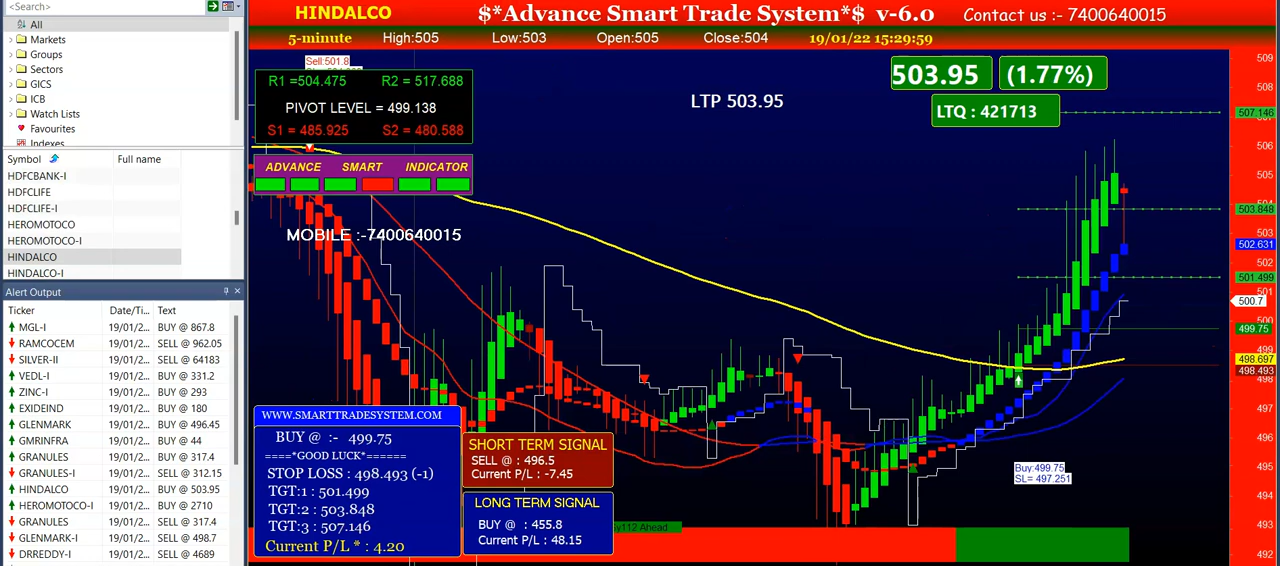 <Search>
HINDALCO
$*Advance Smart Trade System*$ v-6.0
Contact us :- 7400640015
5-minute
High:505
Low:503
Open:505
Close:504
19/01/22 15:29:59
All
Markets
Groups
Sectors
GICS
ICB
Watch Lists
Favourites
Indexes
Symbol
Full name
HDFCBANK-I
HDFCLIFE
HDFCLIFE-I
HEROMOTOCO
HEROMOTOCO-I
HINDALCO
HINDALCO-I
Alert Output
Ticker Date/Ti... Text
MGL-I 19/01/2... BUY @ 867.8
RAMCOCEM 19/01/2... SELL @ 962.05
SILVER-II 19/01/2... SELL @ 64183
VEDL-I 19/01/2... BUY @ 331.2
ZINC-I 19/01/2... BUY @ 293
EXIDEIND 19/01/2... BUY @ 180
GLENMARK 19/01/2... BUY @ 496.45
GMRINFRA 19/01/2... BUY @ 44
GRANULES 19/01/2... BUY @ 317.4
GRANULES-I 19/01/2... SELL @ 312.15
HINDALCO 19/01/2... BUY @ 503.95
HEROMOTOCO-I 19/01/2... BUY @ 2710
GRANULES 19/01/2... SELL @ 317.4
GLENMARK-I 19/01/2... SELL @ 498.7
DRREDDY-I 19/01/2... SELL @ 4689
Sell:501.8
R1 =504.475 R2 = 517.688
PIVOT LEVEL = 499.138
S1 = 485.925 S2 = 480.588
ADVANCE SMART INDICATOR
MOBILE :-7400640015
LTP 503.95
503.95
(1.77%)
LTQ : 421713
WWW.SMARTTRADESYSTEM.COM
BUY @ :- 499.75
====*GOOD LUCK*======
STOP LOSS : 498.493 (-1)
TGT:1 : 501.499
TGT:2 : 503.848
TGT:3 : 507.146
Current P/L * : 4.20
SHORT TERM SIGNAL
SELL @ : 496.5
Current P/L : -7.45
LONG TERM SIGNAL
BUY @ : 455.8
Current P/L : 48.15
Ahead
Buy:499.75
SL= 497.251
509
508
507.146
506
505
504
503.848
503
502.631
502
501.499
501
500.7
500
499.75
499
498.697
498.493
498
497
496
495
494
493
492